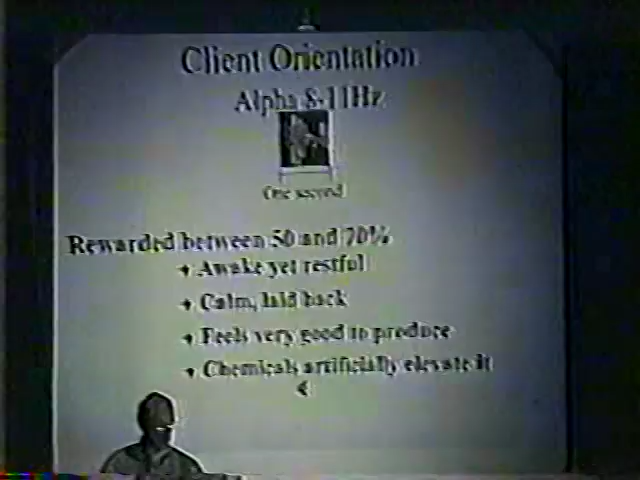 Client Orientation
Alpha 8-11Hz
One second
Rewarded between 50 and 70%
Awake yet restful
Calm, laid back
Feels very good to produce
Chemicals artificially elevate it